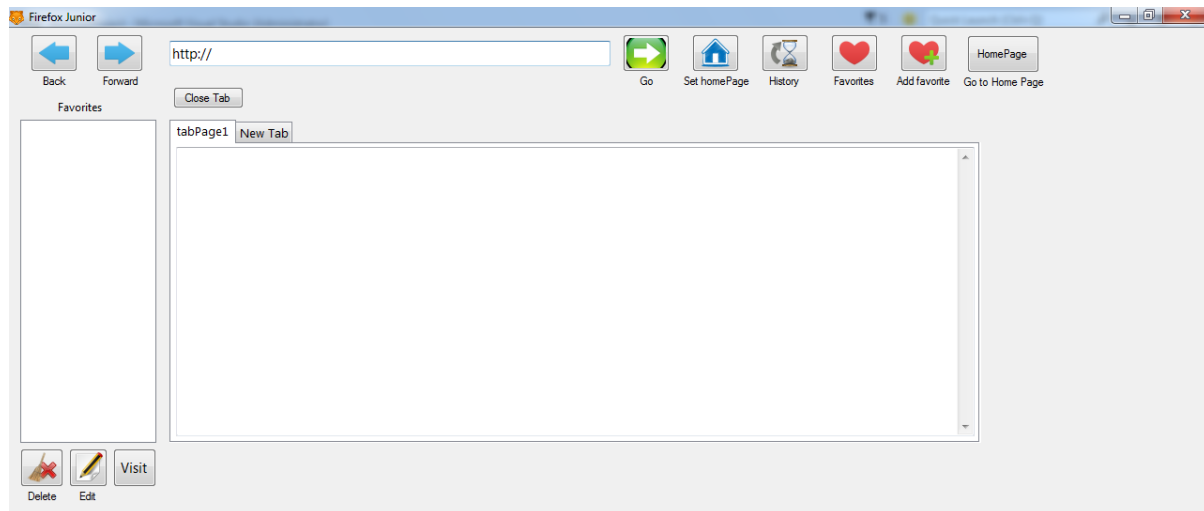 Firefox Junior
http://
HomePage
Back Forward Go Set homePage History Favorites Add favorite Go to Home Page
Favorites
Close Tab
tabPage1 New Tab
Visit
Delete Edit